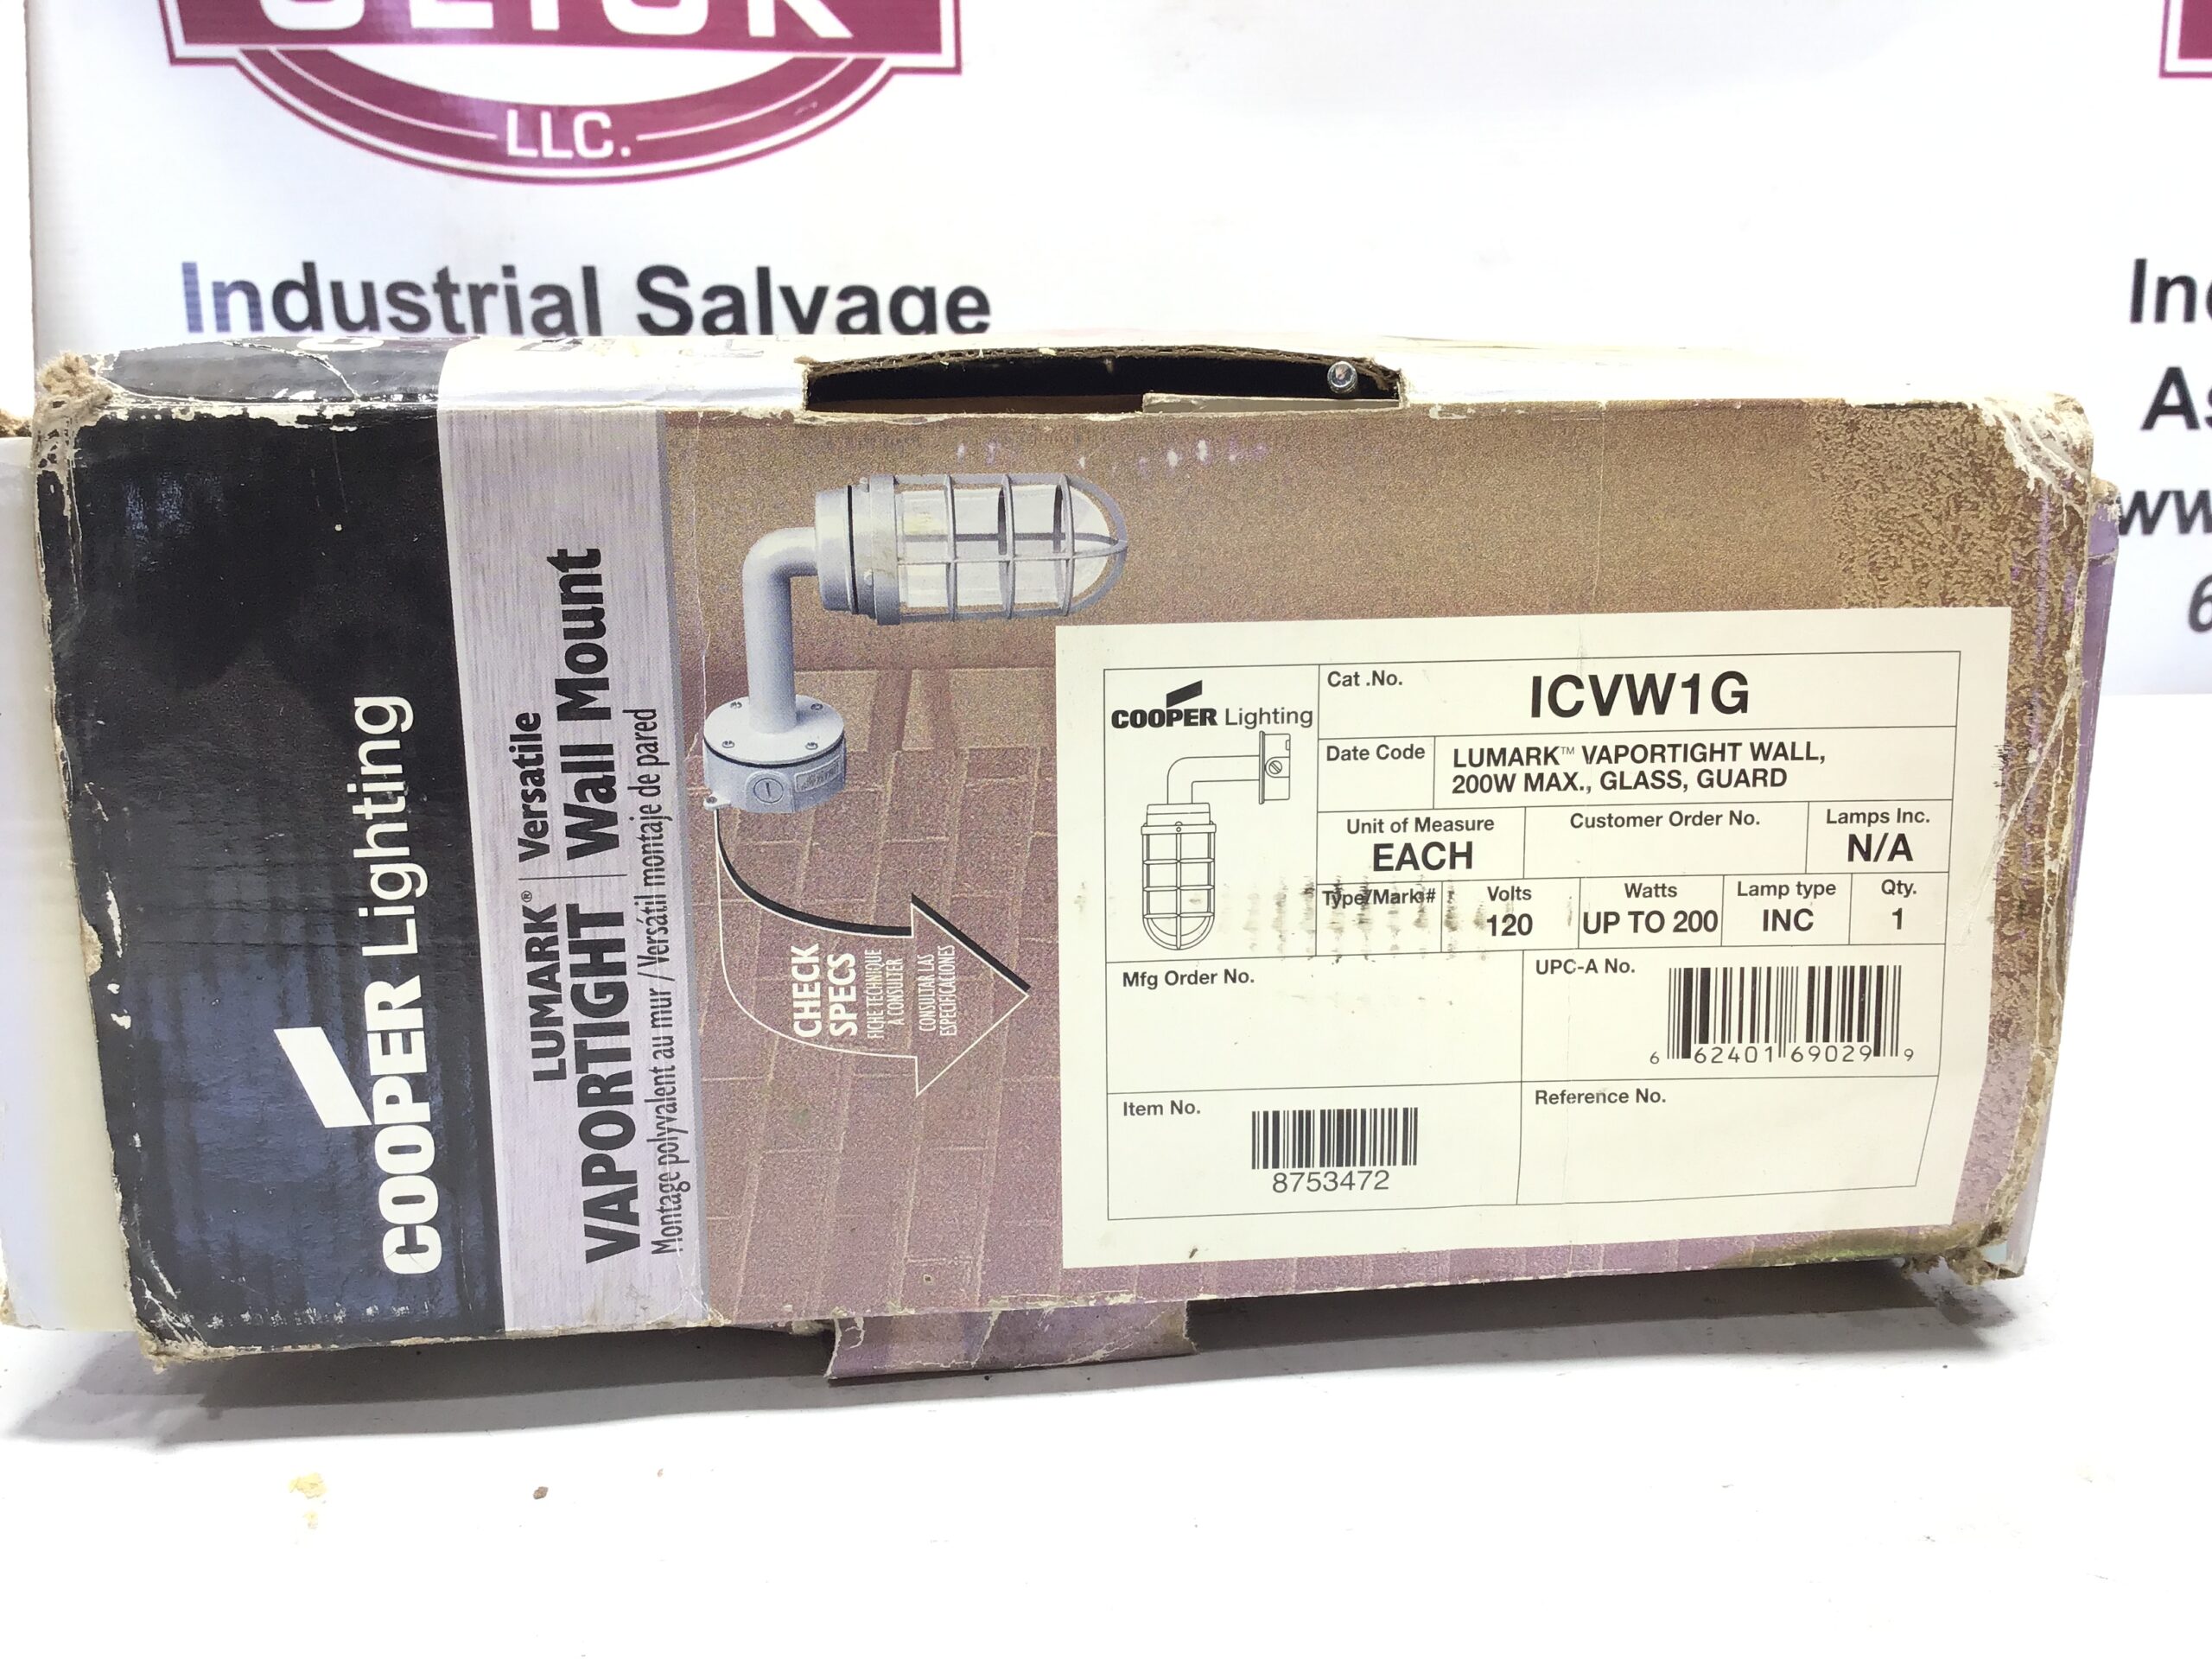 LLC.
Industrial Salvage
COOPER Lighting
LUMARK® Versatile
VAPORTIGHT Wall Mount
Montage polyvalent au mur / Versátil montaje de pared
CHECK
SPECS
FICHE TECHNIQUE
À CONSULTER
CONSULTAR LAS
ESPECIFICACIONES
COOPER Lighting
Cat .No.
ICVW1G
Date Code
LUMARK™ VAPORTIGHT WALL,
200W MAX., GLASS, GUARD
Unit of Measure
EACH
Customer Order No.
Lamps Inc.
N/A
Type/Mark#
Volts
120
Watts
UP TO 200
Lamp type
INC
Qty.
1
Mfg Order No.
UPC-A No.
6 62401 69029 9
Item No.
8753472
Reference No.